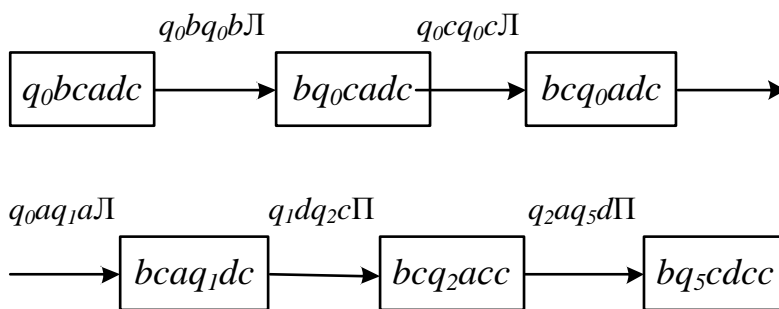 q₀bq₀bЛ q₀cq₀cЛ
q₀bcadc bq₀cadc bcq₀adc
q₀aq₁aЛ q₁dq₂cП q₂aq₅dП
bcaq₁dc bcq₂acc bq₅cdcc